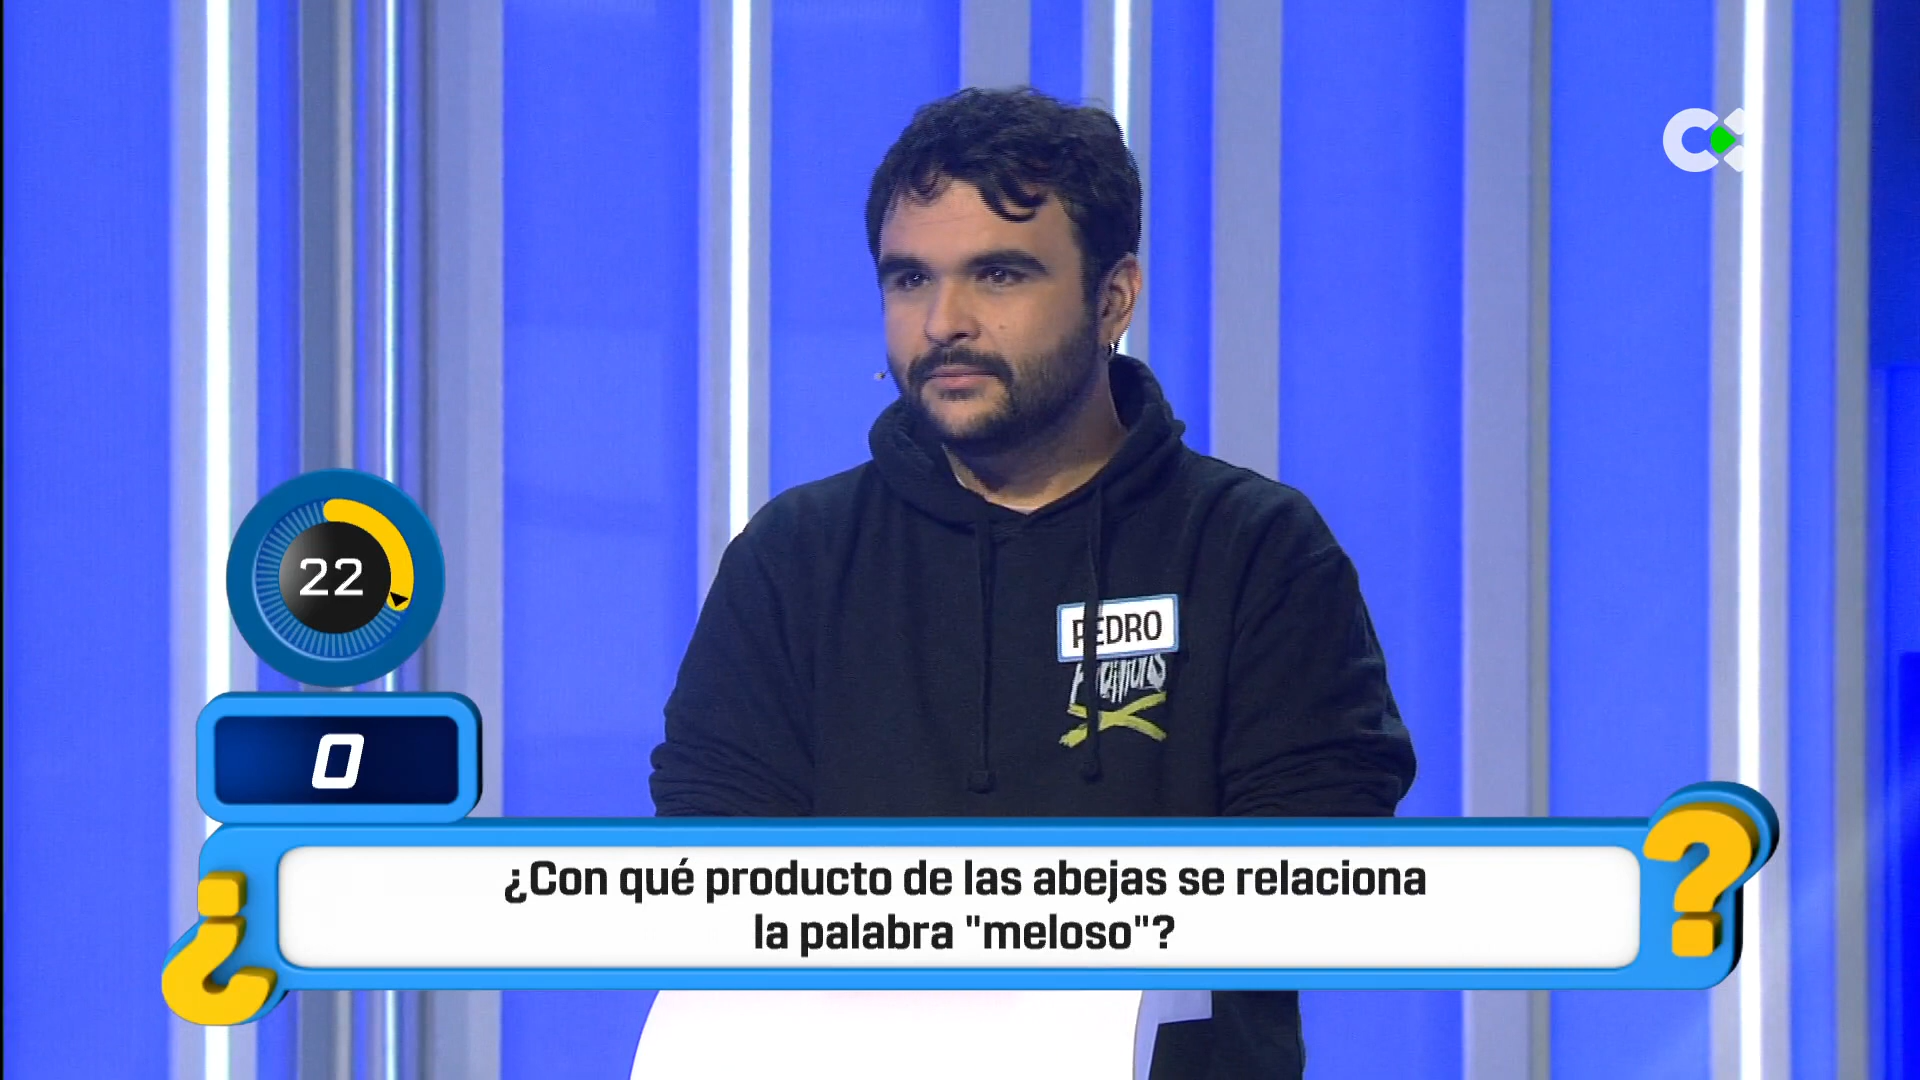 22
0
PEDRO
¿Con qué producto de las abejas se relaciona
la palabra "meloso"?